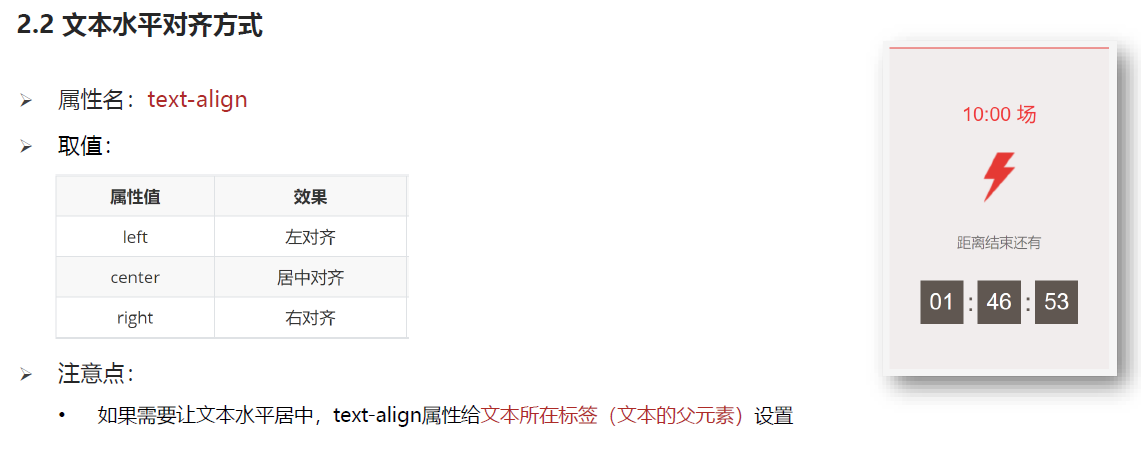 2.2 文本水平对齐方式
属性名：text-align
取值：
属性值 效果
left 左对齐
center 居中对齐
right 右对齐
注意点：
如果需要让文本水平居中，text-align属性给文本所在标签（文本的父元素）设置
10:00 场
距离结束还有
01 : 46 : 53